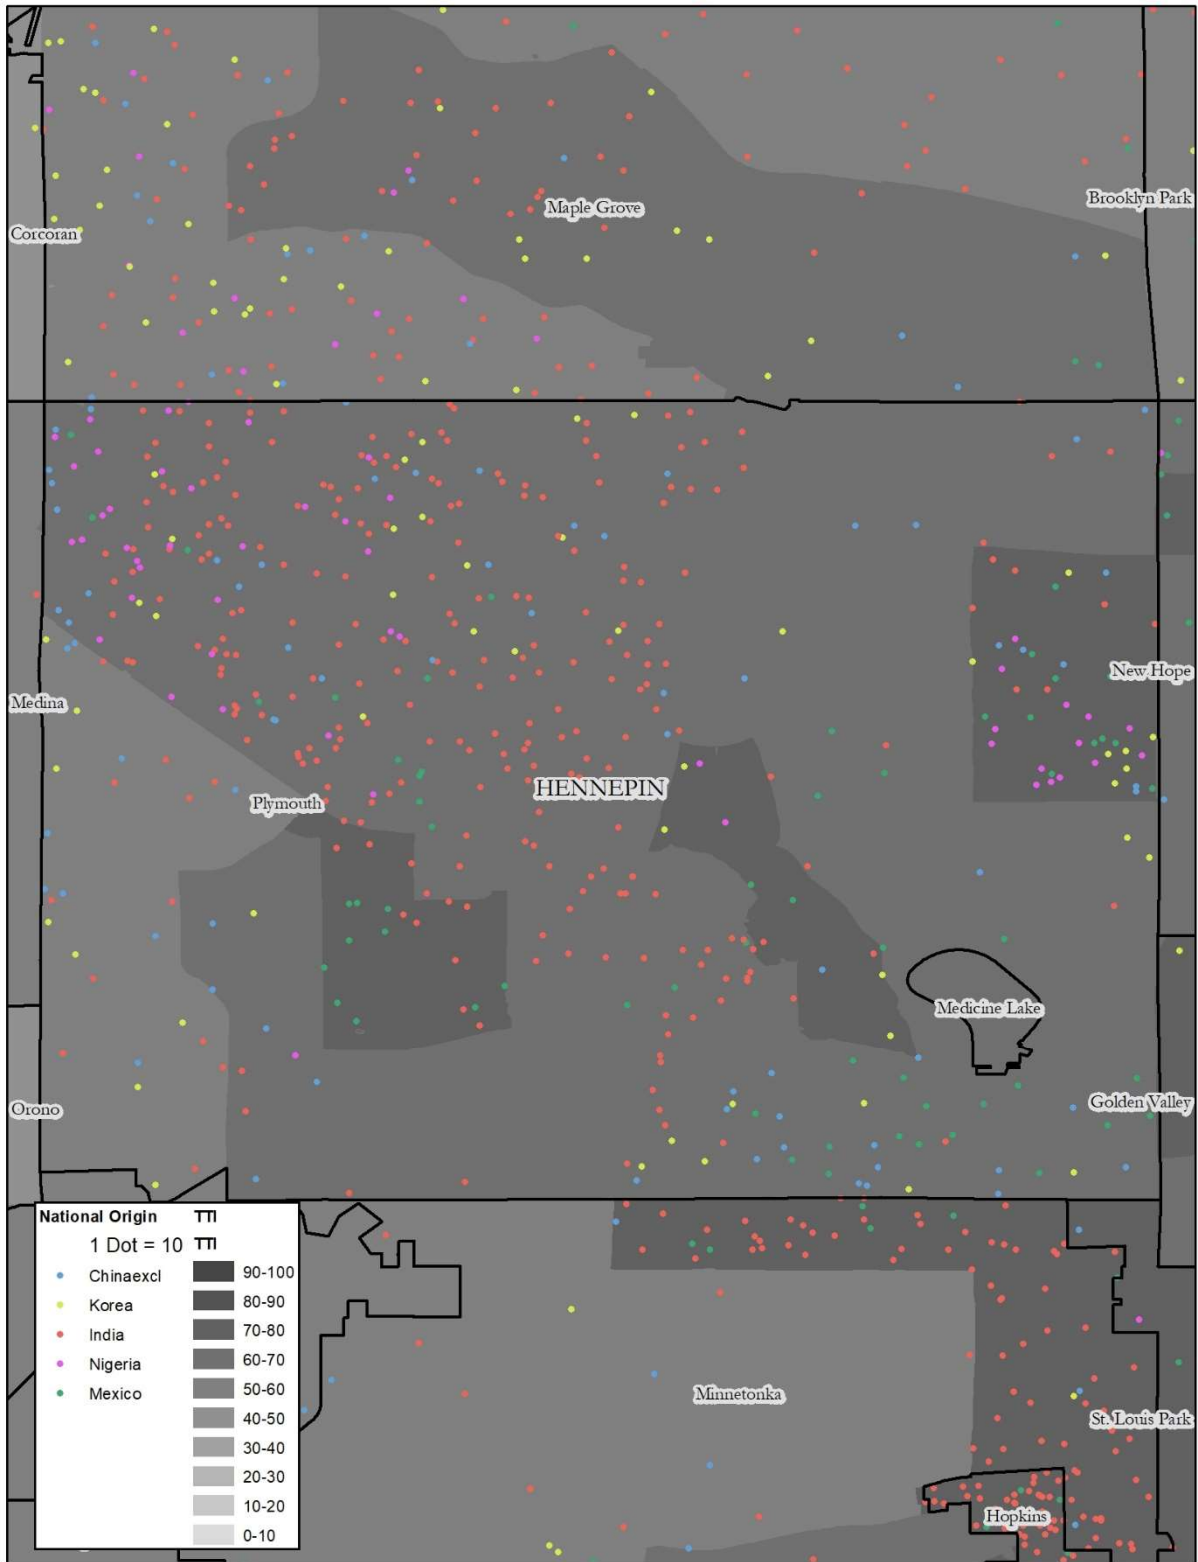 Maple Grove
Brooklyn Park
Corcoran
New Hope
Medina
HENNEPIN
Plymouth
Medicine Lake
Orono
Golden Valley
National Origin TTI
1 Dot = 10 TTI
Chinaexcl
Korea
India
Nigeria
Mexico
90-100
80-90
70-80
60-70
50-60
40-50
30-40
20-30
10-20
0-10
Minnetonka
St. Louis Park
Hopkins